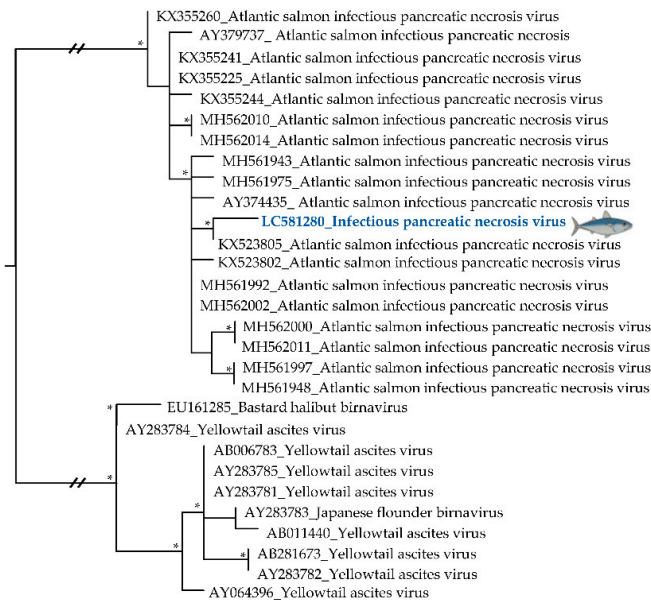 KX355260_Atlantic salmon infectious pancreatic necrosis virus
AY379737_ Atlantic salmon infectious pancreatic necrosis
KX355241_Atlantic salmon infectious pancreatic necrosis virus
KX355225_Atlantic salmon infectious pancreatic necrosis virus
KX355244_Atlantic salmon infectious pancreatic necrosis virus
MH562010_Atlantic salmon infectious pancreatic necrosis virus
MH562014_Atlantic salmon infectious pancreatic necrosis virus
MH561943_Atlantic salmon infectious pancreatic necrosis virus
MH561975_Atlantic salmon infectious pancreatic necrosis virus
AY374435_ Atlantic salmon infectious pancreatic necrosis virus
LC581280_Infectious pancreatic necrosis virus
KX523805_Atlantic salmon infectious pancreatic necrosis virus
KX523802_Atlantic salmon infectious pancreatic necrosis virus
MH561992_Atlantic salmon infectious pancreatic necrosis virus
MH562002_Atlantic salmon infectious pancreatic necrosis virus
MH562000_Atlantic salmon infectious pancreatic necrosis virus
MH562011_Atlantic salmon infectious pancreatic necrosis virus
MH561997_Atlantic salmon infectious pancreatic necrosis virus
MH561948_Atlantic salmon infectious pancreatic necrosis virus
EU161285_Bastard halibut birnavirus
AY283784_Yellowtail ascites virus
AB006783_Yellowtail ascites virus
AY283785_Yellowtail ascites virus
AY283781_Yellowtail ascites virus
AY283783_Japanese flounder birnavirus
AB011440_Yellowtail ascites virus
AB281673_Yellowtail ascites virus
AY283782_Yellowtail ascites virus
AY064396_Yellowtail ascites virus